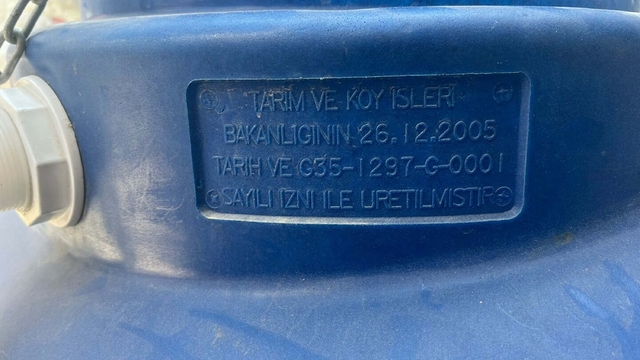 TARIM VE KOY ISLERI
BAKANLIGININ 26.12.2005
TARIH VE G35-1297-G-0001
SAYILI IZNI ILE URETILMISTIR